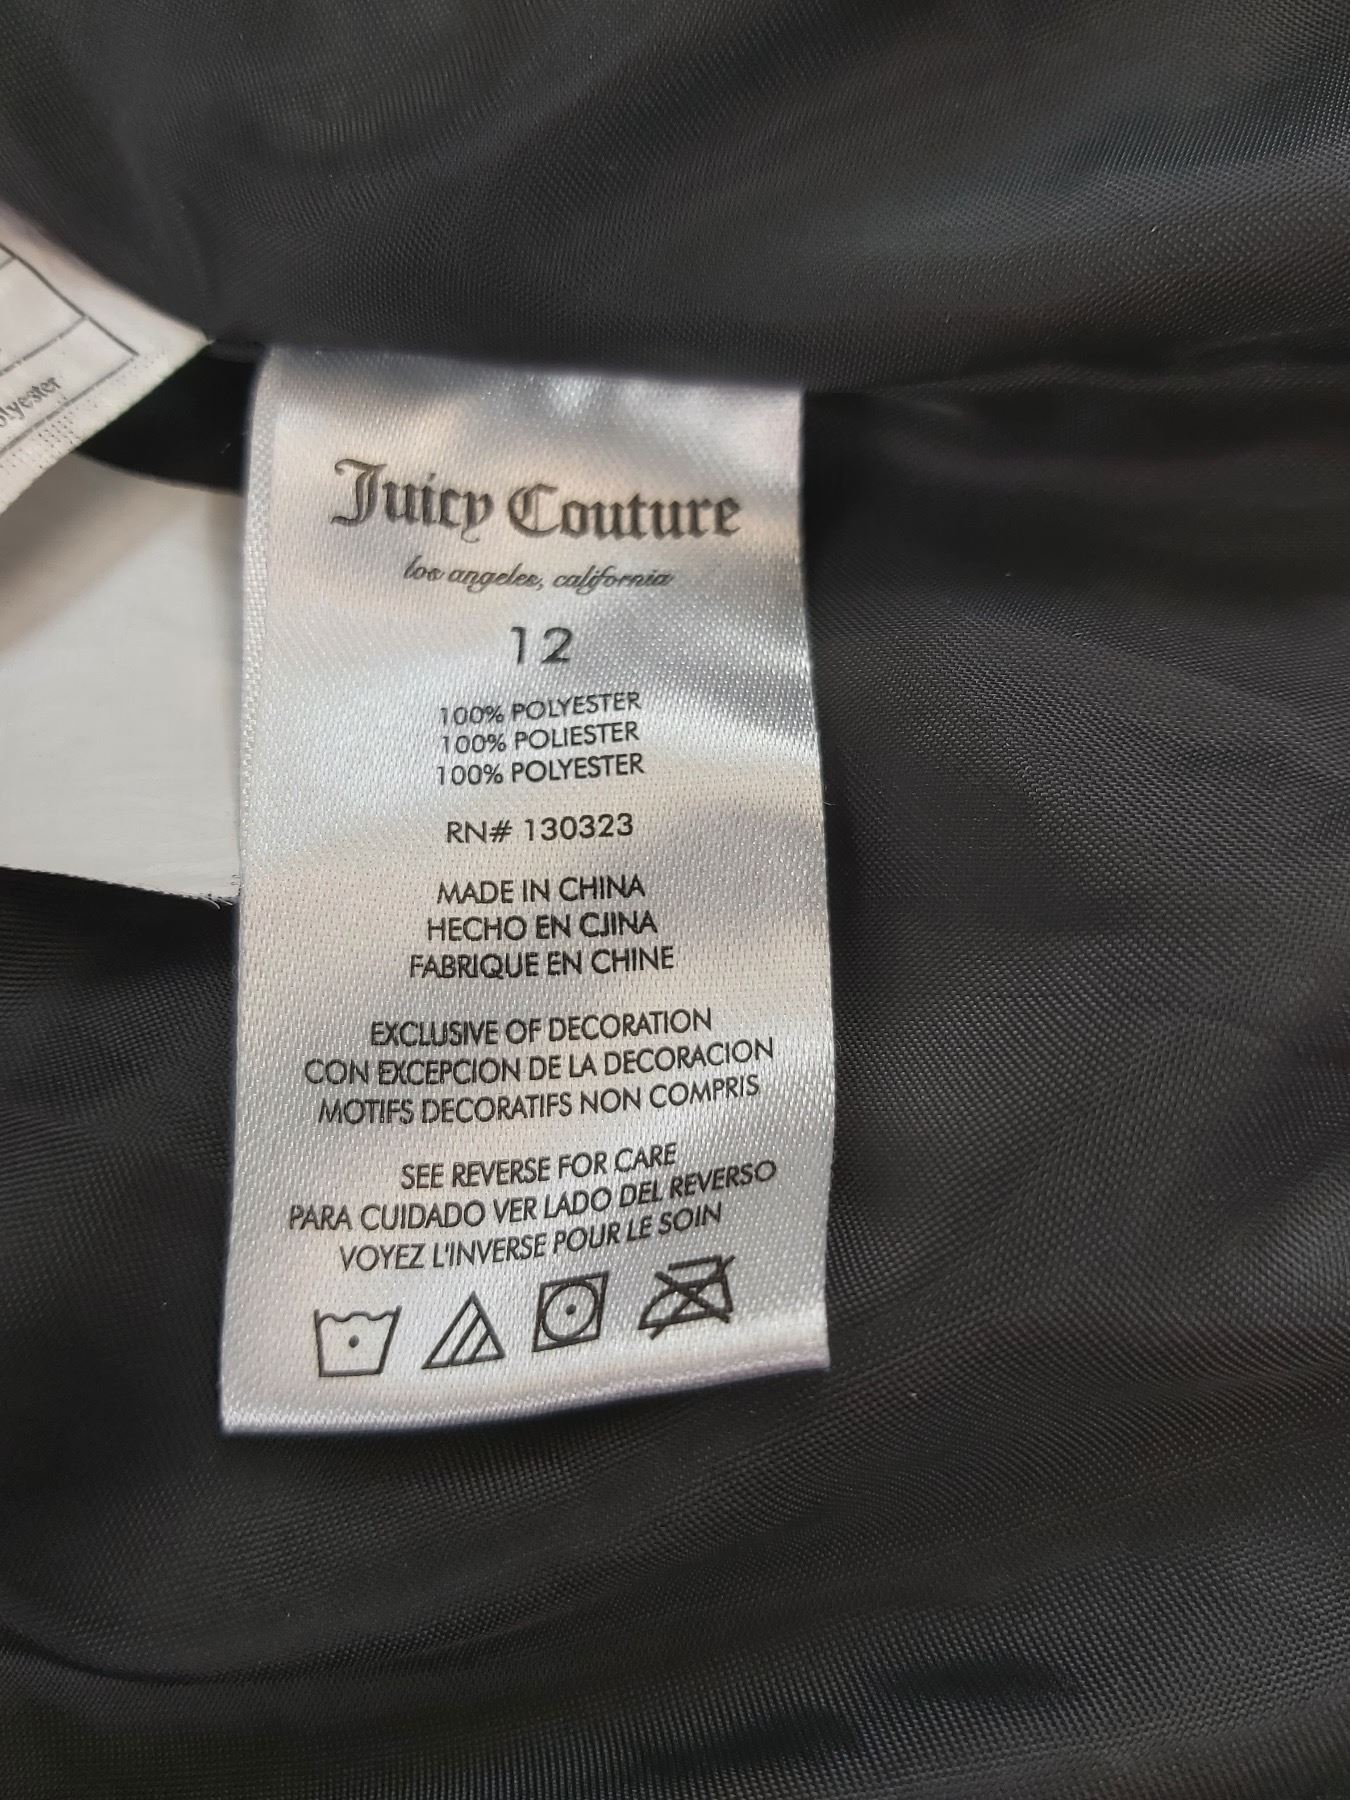 olyester
Juicy Couture
los angeles, california
12
100% POLYESTER
100% POLIESTER
100% POLYESTER
RN# 130323
MADE IN CHINA
HECHO EN CJINA
FABRIQUE EN CHINE
EXCLUSIVE OF DECORATION
CON EXCEPCION DE LA DECORACION
MOTIFS DECORATIFS NON COMPRIS
SEE REVERSE FOR CARE
PARA CUIDADO VER LADO DEL REVERSO
VOYEZ L'INVERSE POUR LE SOIN